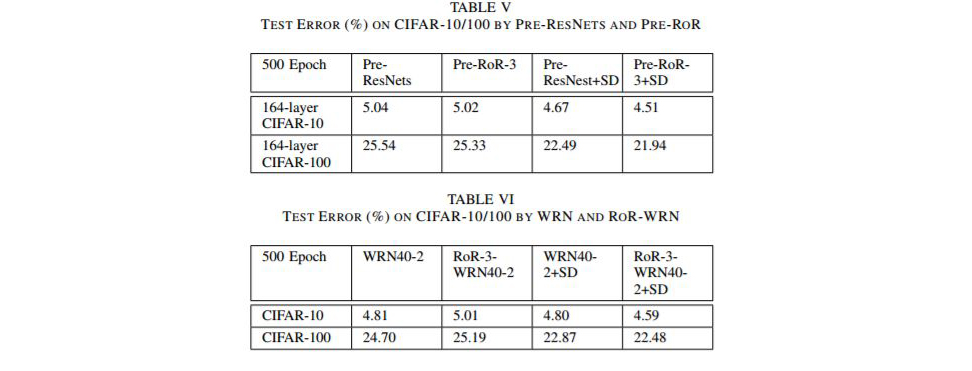 TABLE V
TEST ERROR (%) ON CIFAR-10/100 BY PRE-RESNETS AND PRE-ROR
500 Epoch Pre-ResNets Pre-RoR-3 Pre-ResNest+SD Pre-RoR-3+SD
164-layer CIFAR-10 5.04 5.02 4.67 4.51
164-layer CIFAR-100 25.54 25.33 22.49 21.94
TABLE VI
TEST ERROR (%) ON CIFAR-10/100 BY WRN AND ROR-WRN
500 Epoch WRN40-2 RoR-3-WRN40-2 WRN40-2+SD RoR-3-WRN40-2+SD
CIFAR-10 4.81 5.01 4.80 4.59
CIFAR-100 24.70 25.19 22.87 22.48